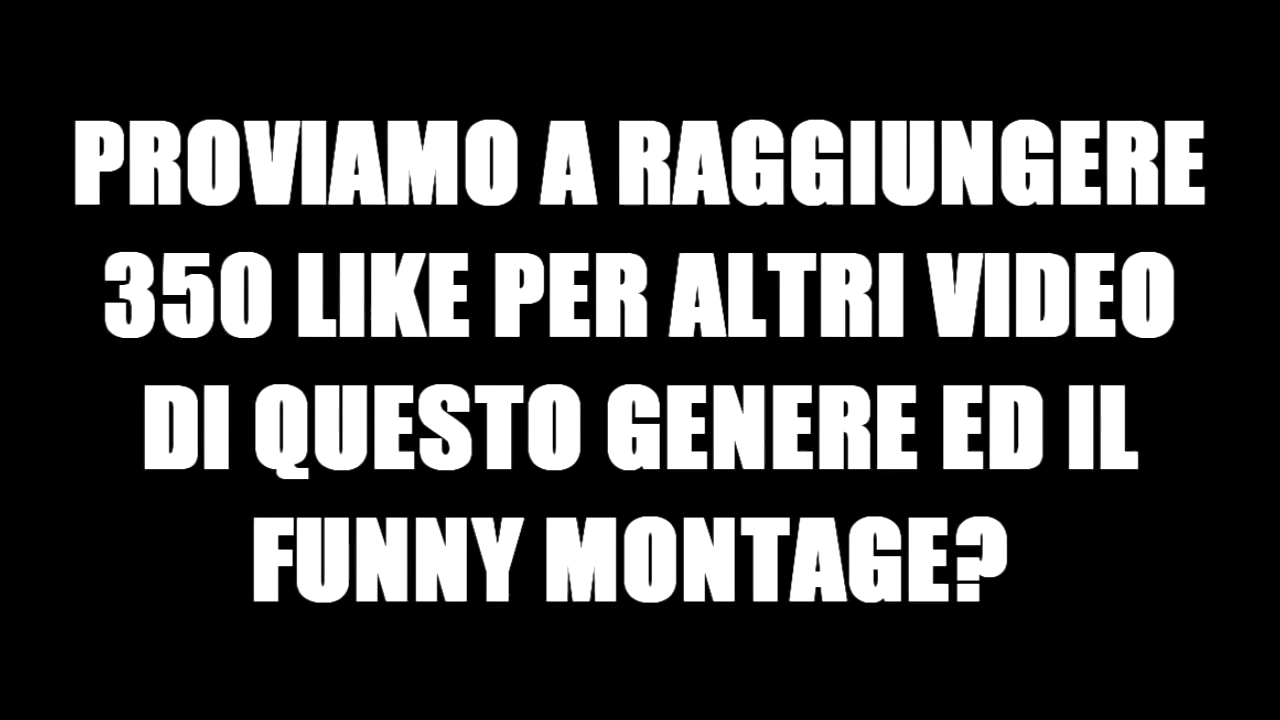 PROVIAMO A RAGGIUNGERE
350 LIKE PER ALTRI VIDEO
DI QUESTO GENERE ED IL
FUNNY MONTAGE?